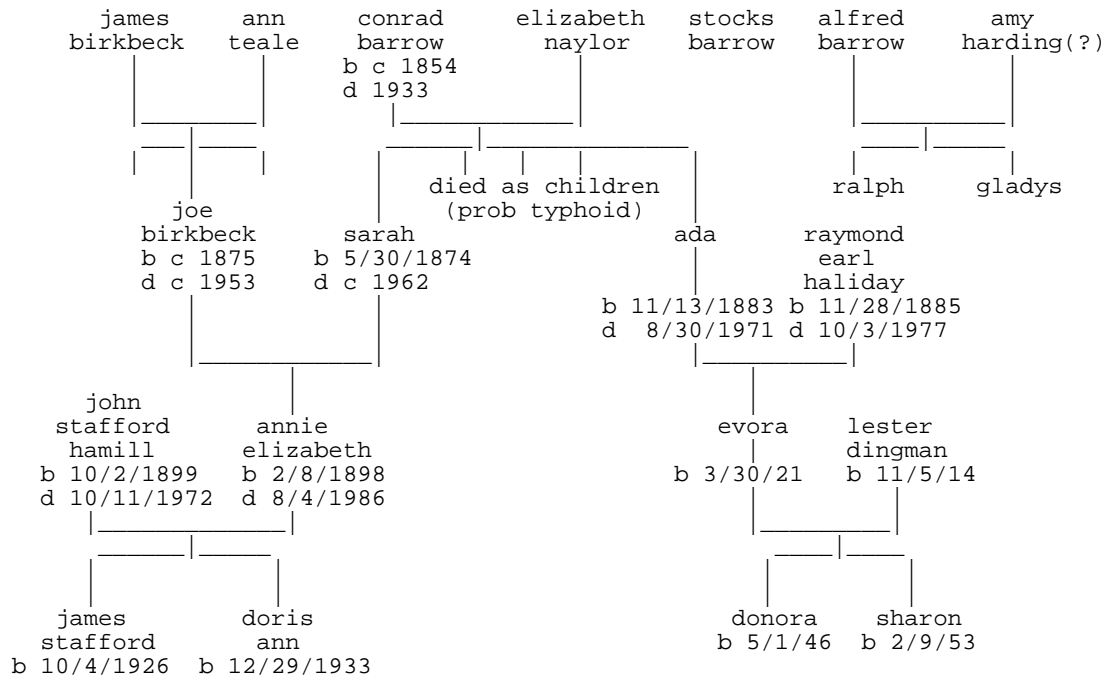 james ann conrad elizabeth stocks alfred amy
birkbeck teale barrow naylor barrow barrow harding(?)
b c 1854
d 1933
died as children
ralph gladys
(prob typhoid)
joe
birkbeck sarah ada raymond
b c 1875 b 5/30/1874 earl
d c 1953 d c 1962 haliday
b 11/13/1883 b 11/28/1885
d 8/30/1971 d 10/3/1977
john
stafford annie evora lester
hamill elizabeth dingman
b 10/2/1899 b 2/8/1898 b 3/30/21 b 11/5/14
d 10/11/1972 d 8/4/1986
james doris donora sharon
stafford ann b 5/1/46 b 2/9/53
b 10/4/1926 b 12/29/1933